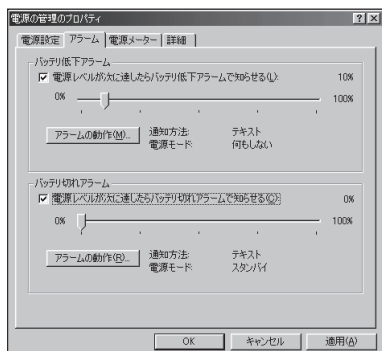 電源の管理のプロパティ
電源設定 アラーム 電源メーター 詳細
バッテリ低下アラーム
電源レベルが次に達したらバッテリ低下アラームで知らせる(L): 10%
0% 100%
アラームの動作(M)... 通知方法: テキスト
電源モード: 何もしない
バッテリ切れアラーム
電源レベルが次に達したらバッテリ切れアラームで知らせる(C): 0%
0% 100%
アラームの動作(R)... 通知方法: テキスト
電源モード: スタンバイ
OK キャンセル 適用(A)